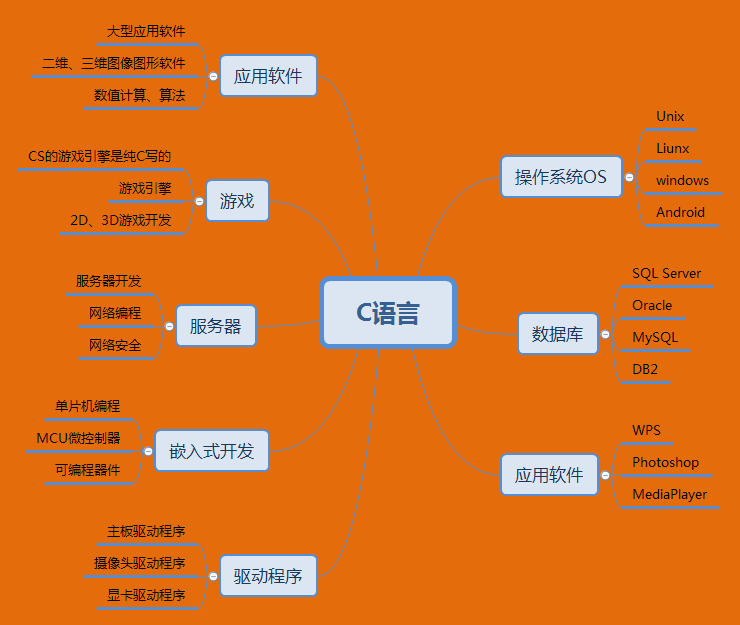 C语言
操作系统OS
Unix
Liunx
windows
Android
数据库
SQL Server
Oracle
MySQL
DB2
应用软件
WPS
Photoshop
MediaPlayer
应用软件
大型应用软件
二维、三维图像图形软件
数值计算、算法
游戏
CS的游戏引擎是纯C写的
游戏引擎
2D、3D游戏开发
服务器
服务器开发
网络编程
网络安全
嵌入式开发
单片机编程
MCU微控制器
可编程器件
驱动程序
主板驱动程序
摄像头驱动程序
显卡驱动程序